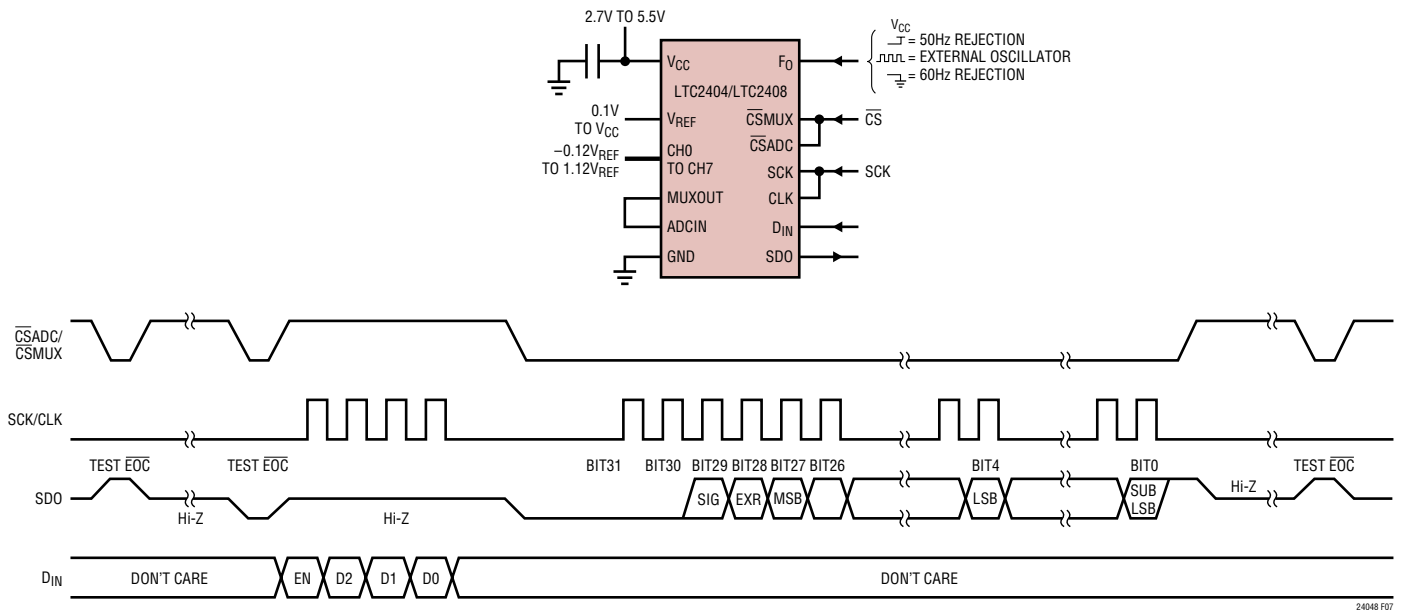 2.7V TO 5.5V
VCC
= 50Hz REJECTION
= EXTERNAL OSCILLATOR
= 60Hz REJECTION
VCC
FO
LTC2404/LTC2408
0.1V
TO VCC
VREF
CSMUX
CS
CSADC
–0.12VREF
TO 1.12VREF
CH0
TO CH7
SCK
SCK
MUXOUT
CLK
ADCIN
DIN
GND
SDO
CSADC/
CSMUX
SCK/CLK
TEST EOC
TEST EOC
BIT31
BIT30
BIT29
BIT28
BIT27
BIT26
BIT4
BIT0
TEST EOC
SDO
Hi-Z
Hi-Z
SIG
EXR
MSB
LSB
SUB
LSB
Hi-Z
DIN
DON'T CARE
EN
D2
D1
D0
DON'T CARE
24048 F07